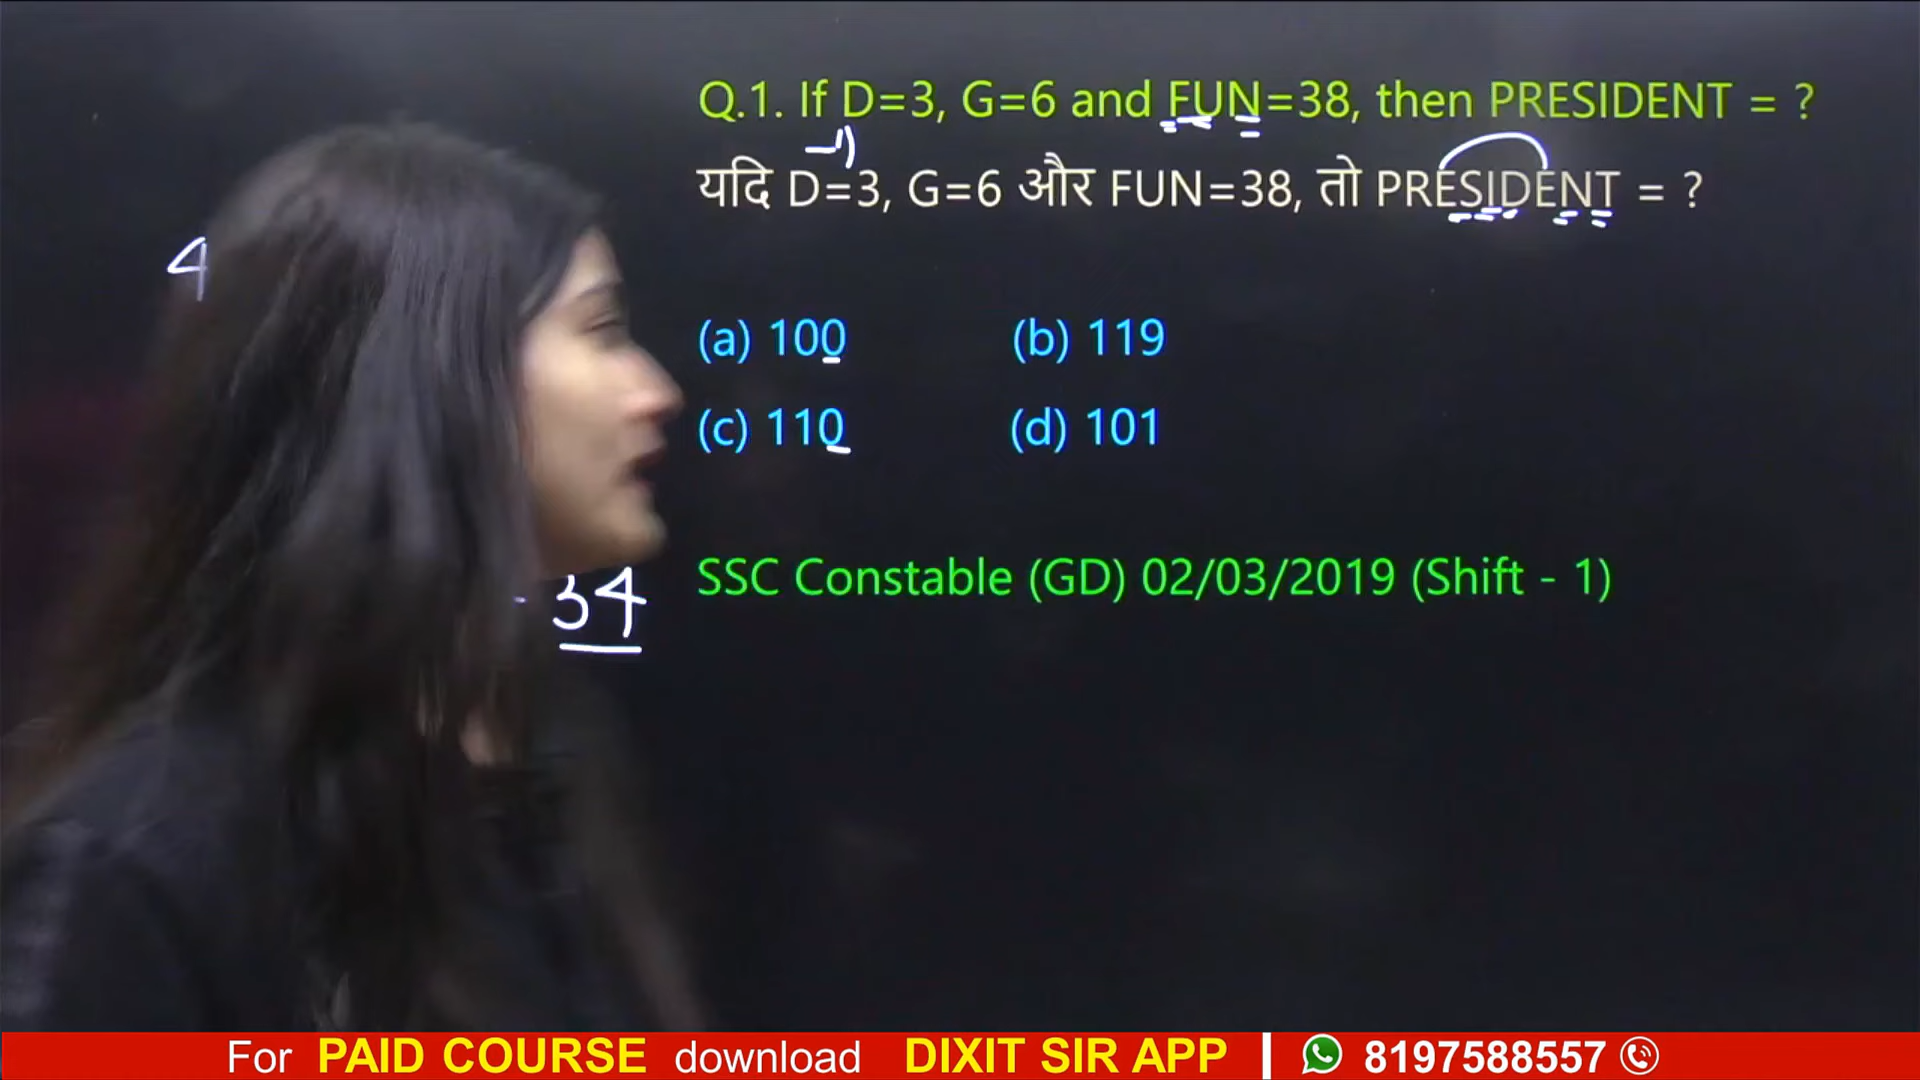 Q.1. If D=3, G=6 and FUN=38, then PRESIDENT = ?
-1)
यदि D=3, G=6 और FUN=38, तो PRESIDENT = ?
4
(a) 100 (b) 119
(c) 110 (d) 101
SSC Constable (GD) 02/03/2019 (Shift - 1)
34
For PAID COURSE download DIXIT SIR APP | 8197588557